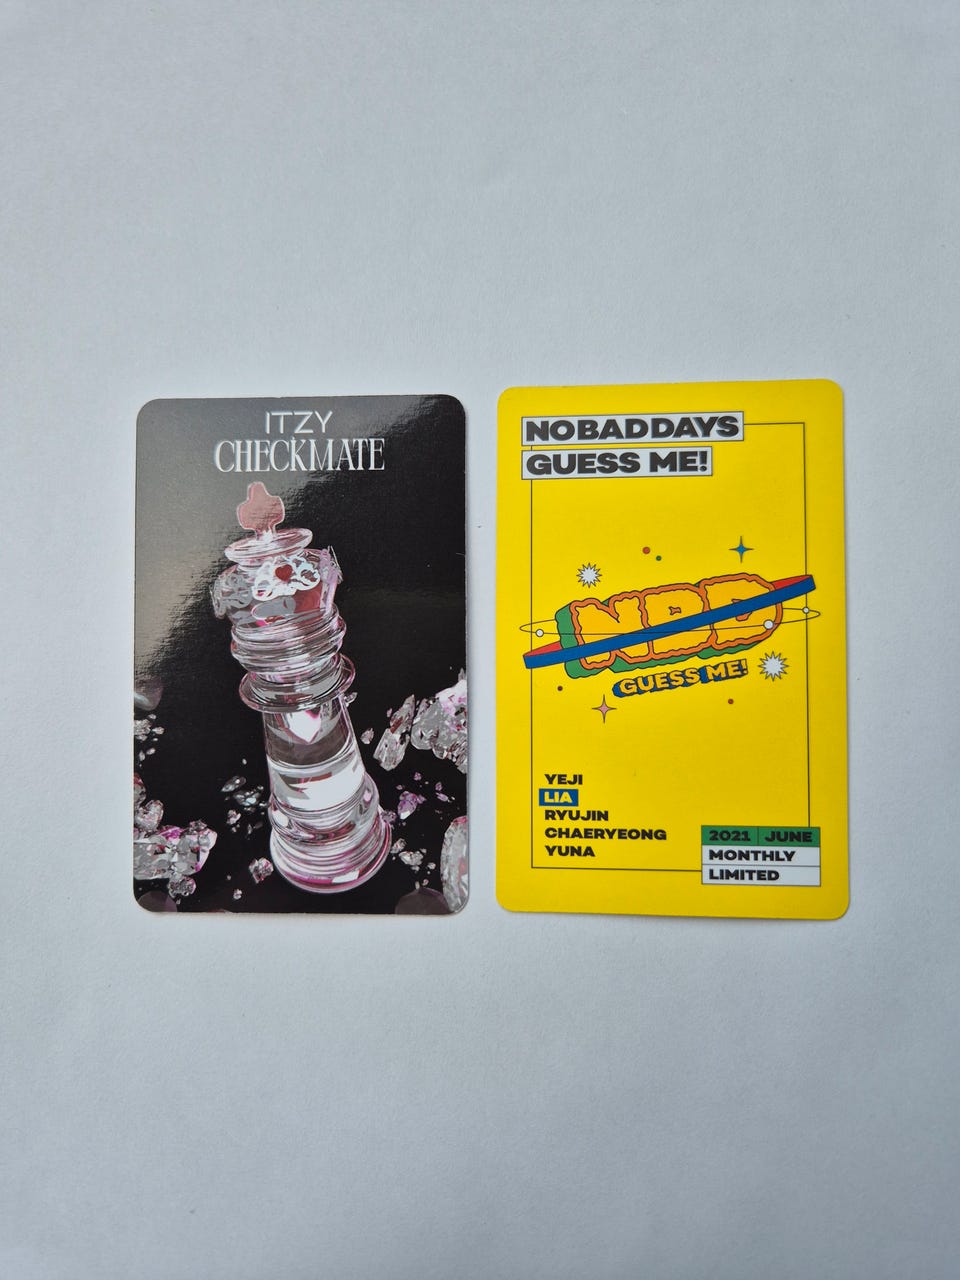 ITZY
CHECKMATE
NOBADDAYS
GUESS ME!
NBD
GUESS ME!
YEJI
LIA
RYUJIN
CHAERYEONG
YUNA
2021 JUNE
MONTHLY
LIMITED